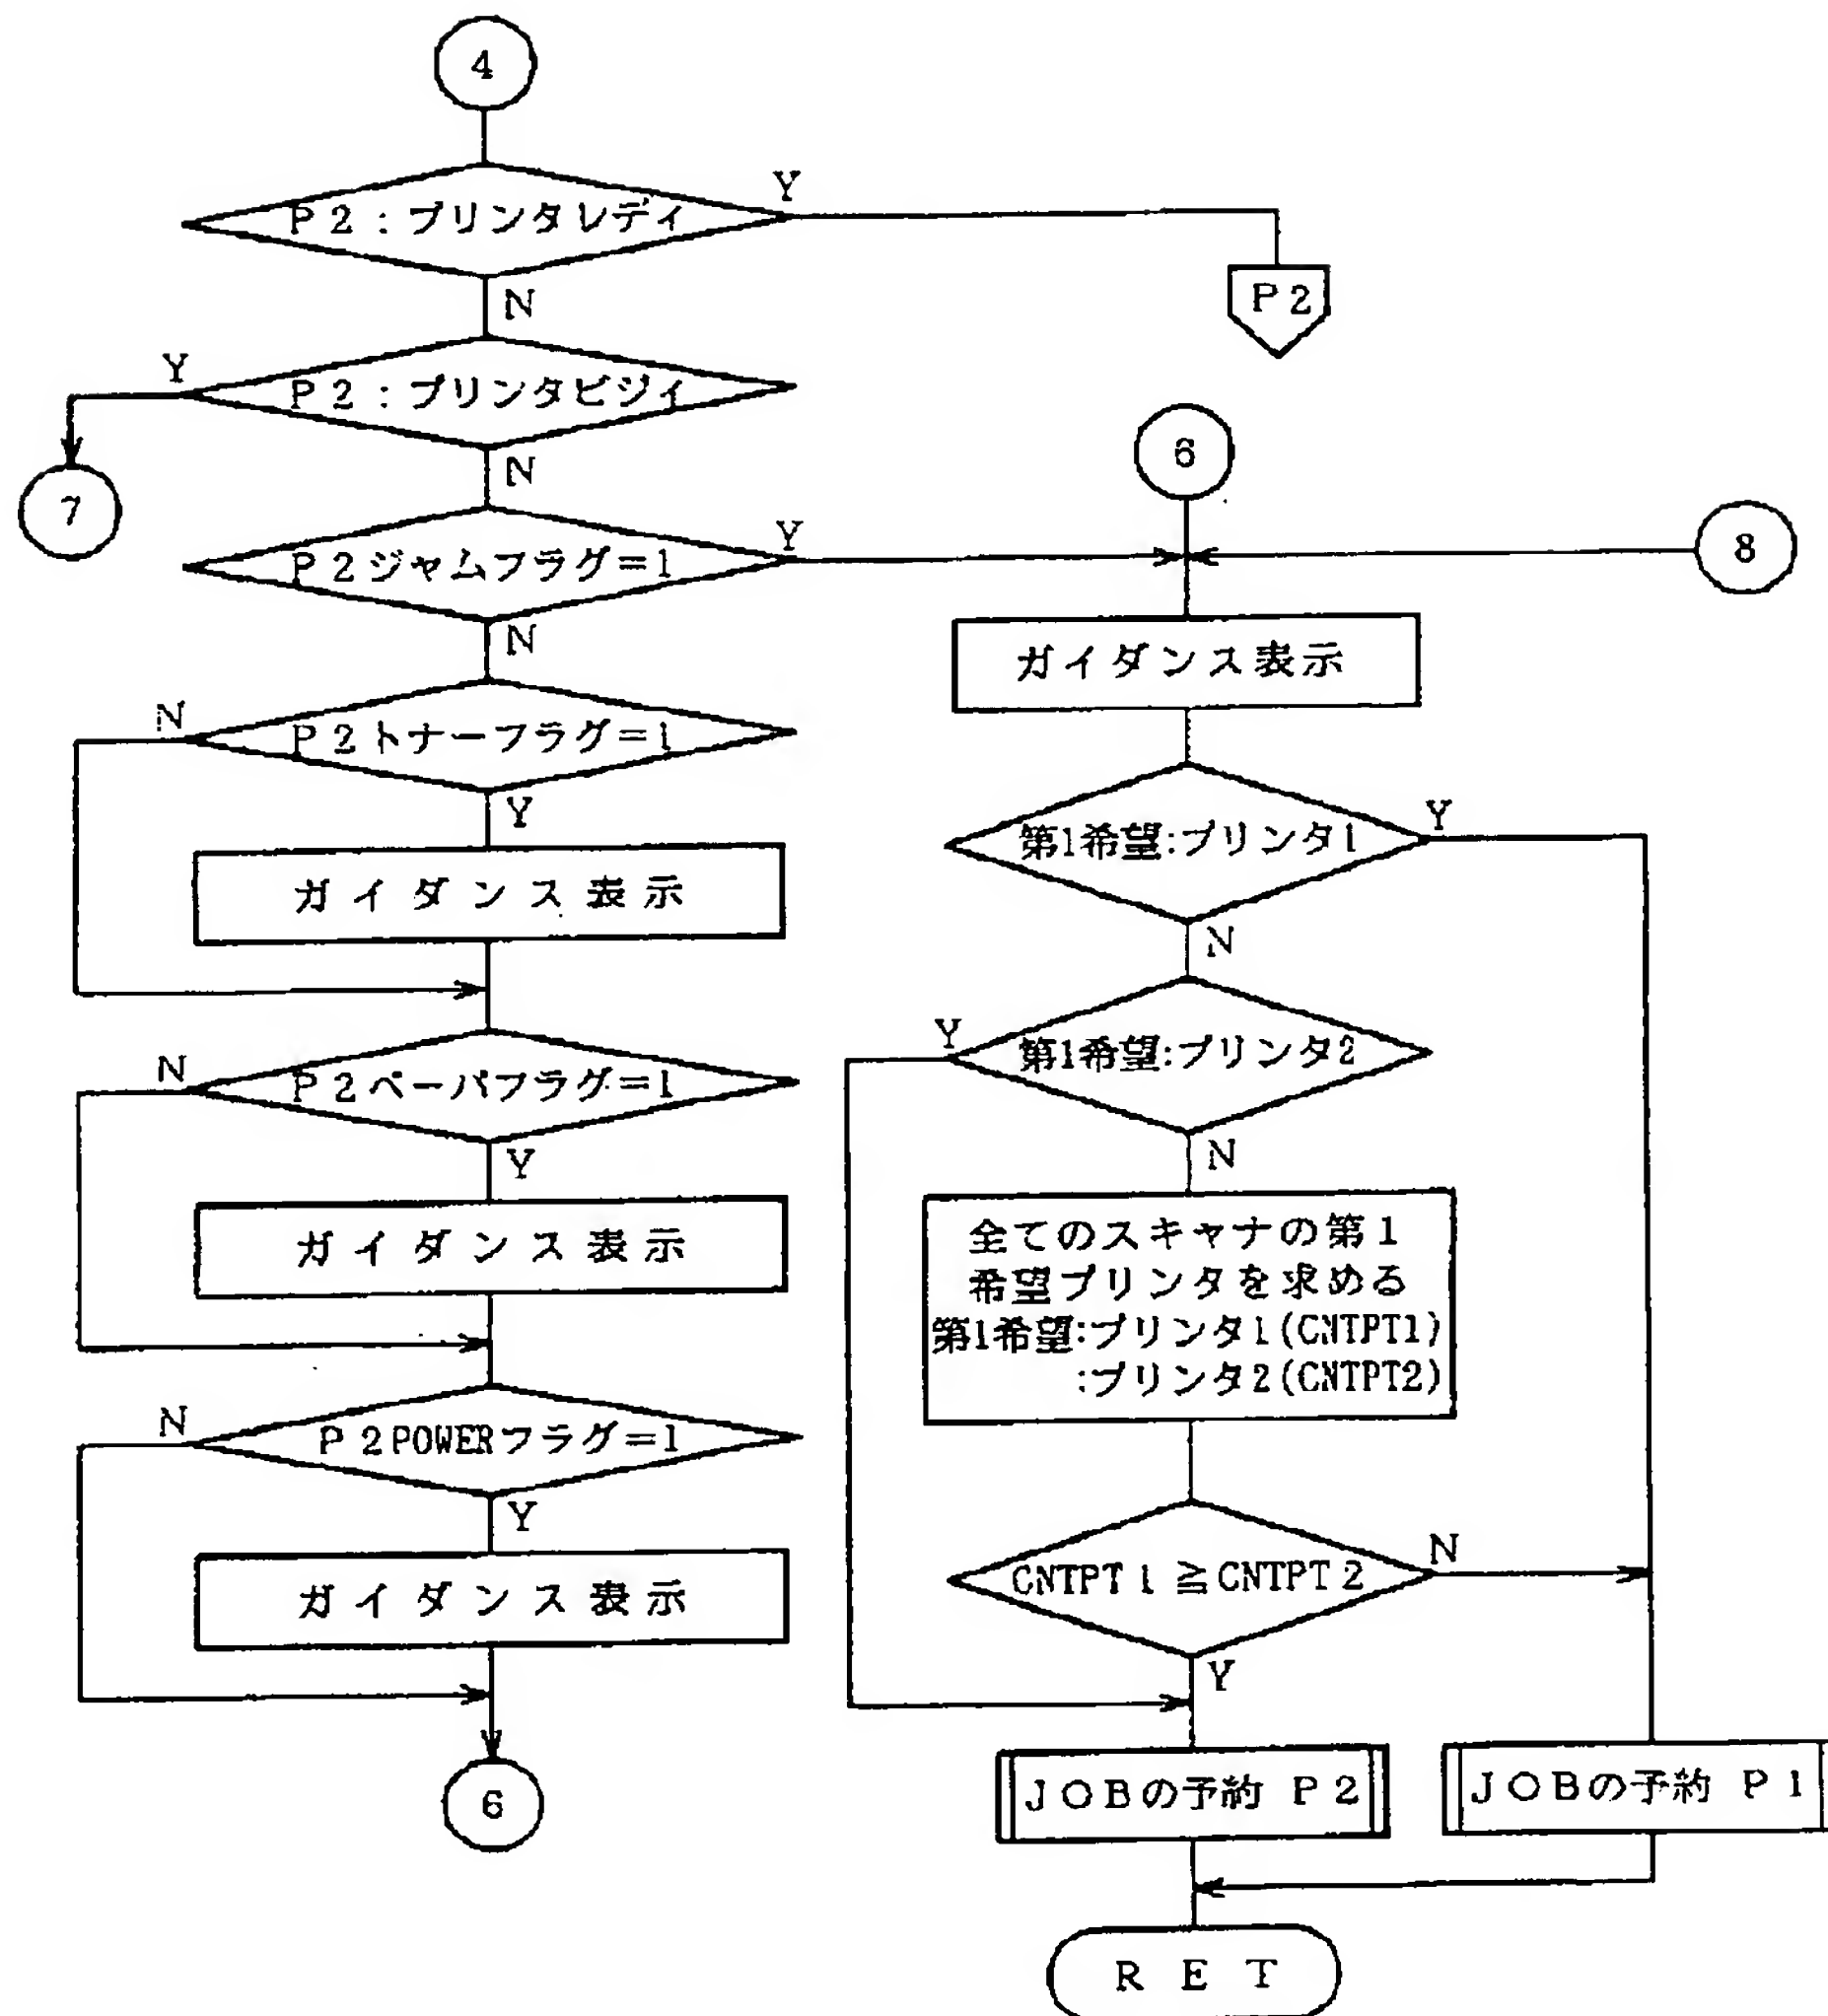 4
P2:プリンタレディ
Y
P2
N
P2:プリンタビジィ
Y
7
N
P2ジャムフラグ=1
Y
N
P2トナーフラグ=1
N
Y
ガイダンス表示
P2ペーパフラグ=1
N
Y
ガイダンス表示
P2POWERフラグ=1
N
Y
ガイダンス表示
6
6
8
ガイダンス表示
第1希望:プリンタ1
Y
N
第1希望:プリンタ2
Y
N
全てのスキャナの第1
希望プリンタを求める
第1希望:プリンタ1(CNTPT1)
:プリンタ2(CNTPT2)
CNTPT1≧CNTPT2
N
Y
JOBの予約 P2
JOBの予約 P1
RET